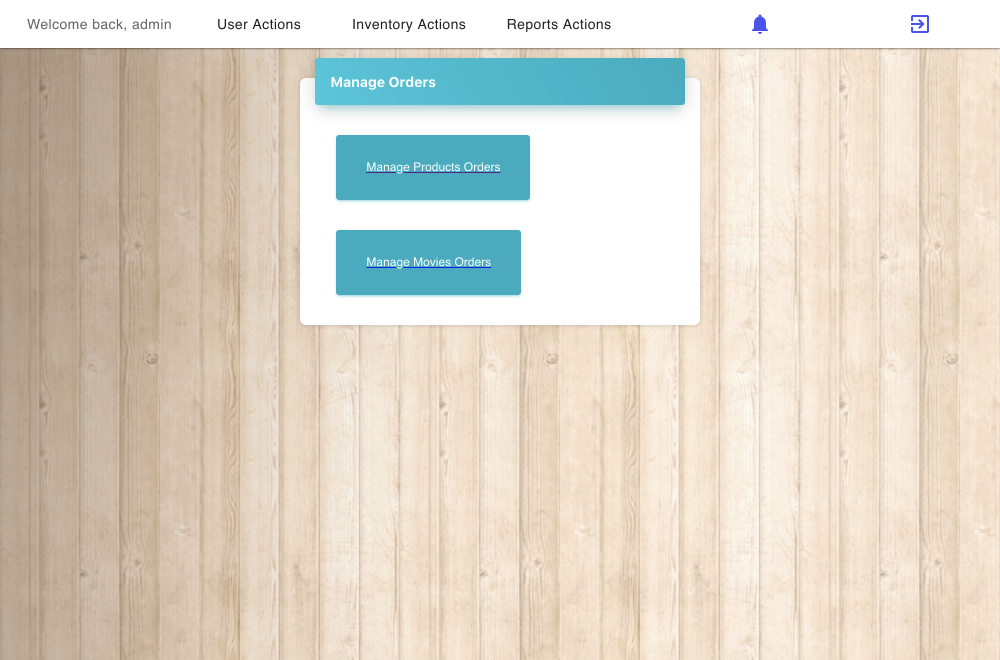 Welcome back, admin User Actions Inventory Actions Reports Actions
Manage Orders
Manage Products Orders
Manage Movies Orders